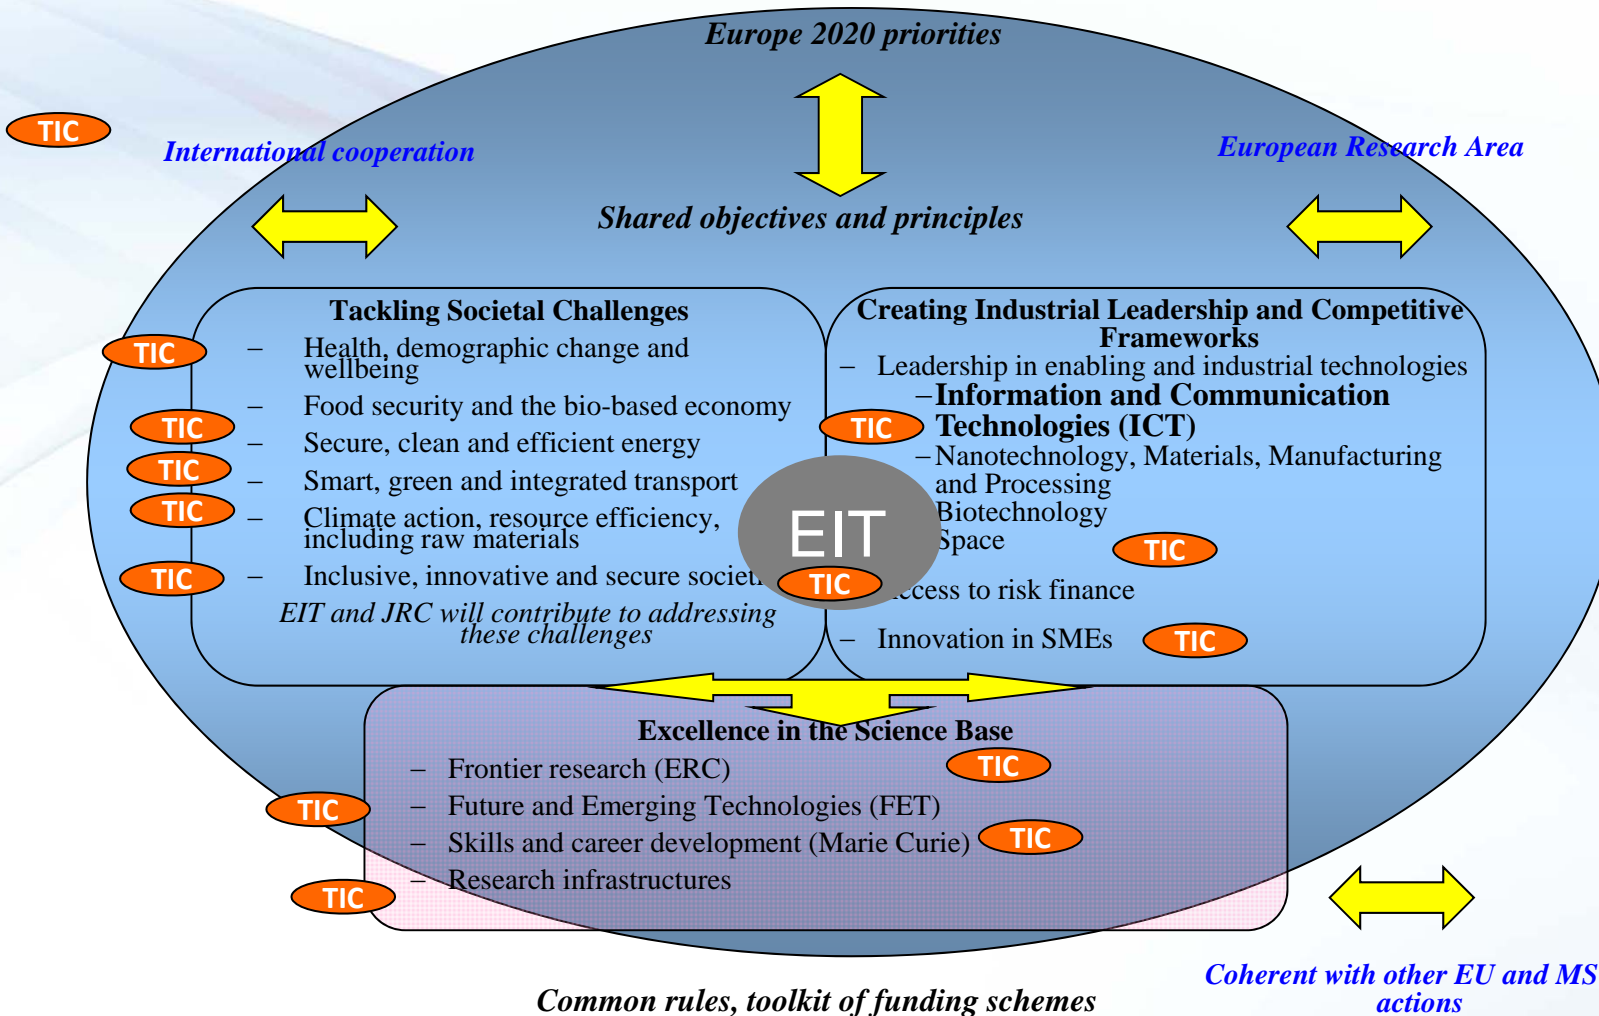 Europe 2020 priorities
TIC
International cooperation
European Research Area
Shared objectives and principles
Tackling Societal Challenges
TIC
– Health, demographic change and
wellbeing
– Food security and the bio-based economy
TIC
– Secure, clean and efficient energy
TIC
– Smart, green and integrated transport
TIC
– Climate action, resource efficiency,
including raw materials
TIC
– Inclusive, innovative and secure
EIT and JRC will contribute to addressing
these challenges
Creating Industrial Leadership and Competitive
Frameworks
– Leadership in enabling and industrial technologies
– Information and Communication
TIC
Technologies (ICT)
– Nanotechnology, Materials, Manufacturing
and Processing
Biotechnology
Space
TIC
EIT
TIC
to risk finance
– Innovation in SMEs
TIC
Excellence in the Science Base
– Frontier research (ERC)
TIC
TIC
– Future and Emerging Technologies (FET)
– Skills and career development (Marie Curie)
TIC
TIC
– Research infrastructures
Coherent with other EU and MS
actions
Common rules, toolkit of funding schemes